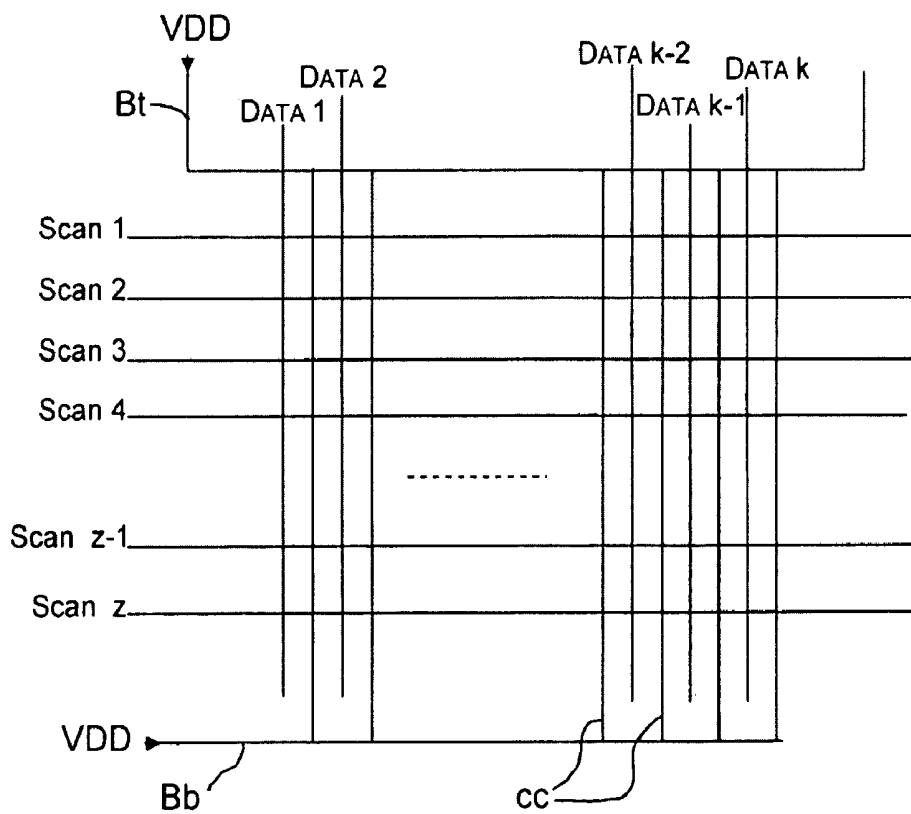 VDD
Bt
DATA 1
DATA 2
DATA k-2
DATA k-1
DATA k
Scan 1
Scan 2
Scan 3
Scan 4
Scan z-1
Scan z
VDD
Bb
cc